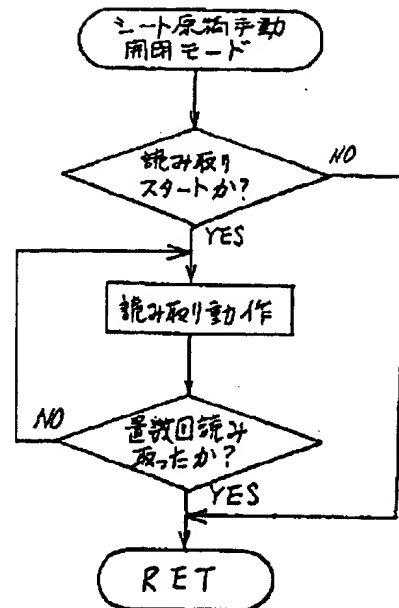 シート原稿手動
開閉モード
読み取り
スタートか?
NO
YES
読み取り動作
NO
置数回読み
取ったか?
YES
RET